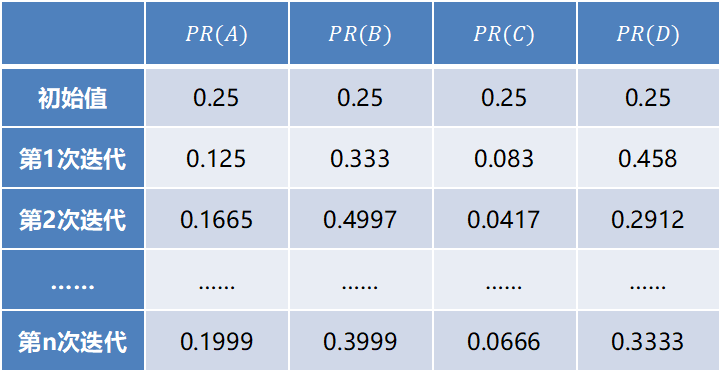 PR(A) PR(B) PR(C) PR(D)
初始值 0.25 0.25 0.25 0.25
第1次迭代 0.125 0.333 0.083 0.458
第2次迭代 0.1665 0.4997 0.0417 0.2912
…… …… …… …… ……
第n次迭代 0.1999 0.3999 0.0666 0.3333